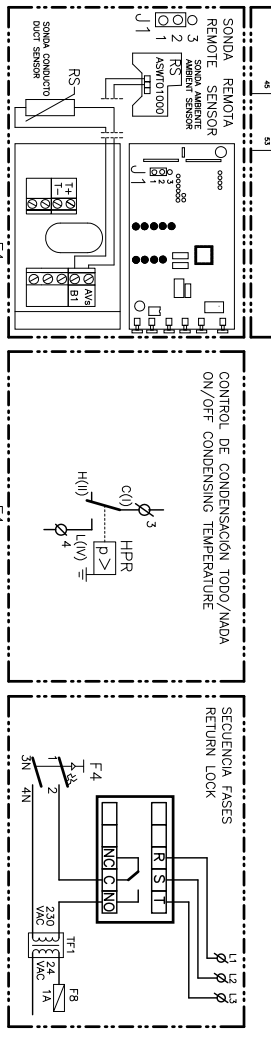 45
53
SONDA REMOTA
REMOTE SENSOR
J1
1 2 3
RS
SONDA AMBIENTE
AMBIENT SENSOR
ASWT01000
J1
1 2 3
RS
SONDA CONDUCTO
DUCT SENSOR
T+
T-
AVs
B1
CONTROL DE CONDENSACIÓN TODO/NADA
ON/OFF CONDENSING TEMPERATURE
C(I)
3
H(II)
L(IV)
4
HPR
p>
SECUENCIA FASES
RETURN LOCK
L1
L2
L3
R S T
NC C NO
F4
1 2
3N 4N
230 VAC
24 VAC
TF1
F8
1A